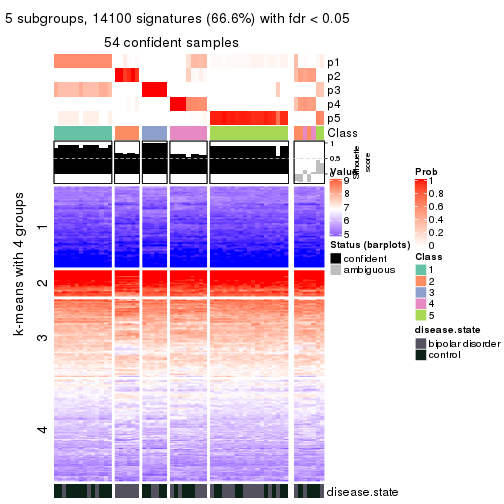 5 subgroups, 14100 signatures (66.6%) with fdr < 0.05
54 confident samples
p1
p2
p3
p4
p5
Class
1
0.5
0
Silhouette
score
k-means with 4 groups
1
2
3
4
disease.state
Value
9
8
7
6
5
Status (barplots)
confident
ambiguous
Prob
1
0.8
0.6
0.4
0.2
0
Class
1
2
3
4
5
disease.state
bipolar disorder
control